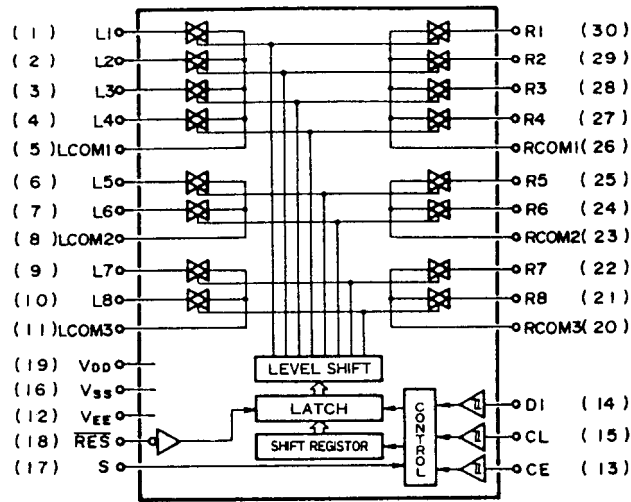 (1) L1 R1 (30)
(2) L2 R2 (29)
(3) L3 R3 (28)
(4) L4 R4 (27)
(5) LCOM1 RCOM1 (26)
(6) L5 R5 (25)
(7) L6 R6 (24)
(8) LCOM2 RCOM2 (23)
(9) L7 R7 (22)
(10) L8 R8 (21)
(11) LCOM3 RCOM3 (20)
(19) VDD LEVEL SHIFT
(16) VSS
(12) VEE LATCH DI (14)
(18) RES SHIFT REGISTOR CL (15)
(17) S CE (13)
CONTROL